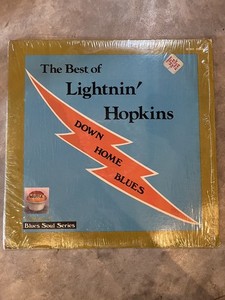 The Best of
Lightnin'
Hopkins
DOWN
HOME
BLUES
Blues Soul Series